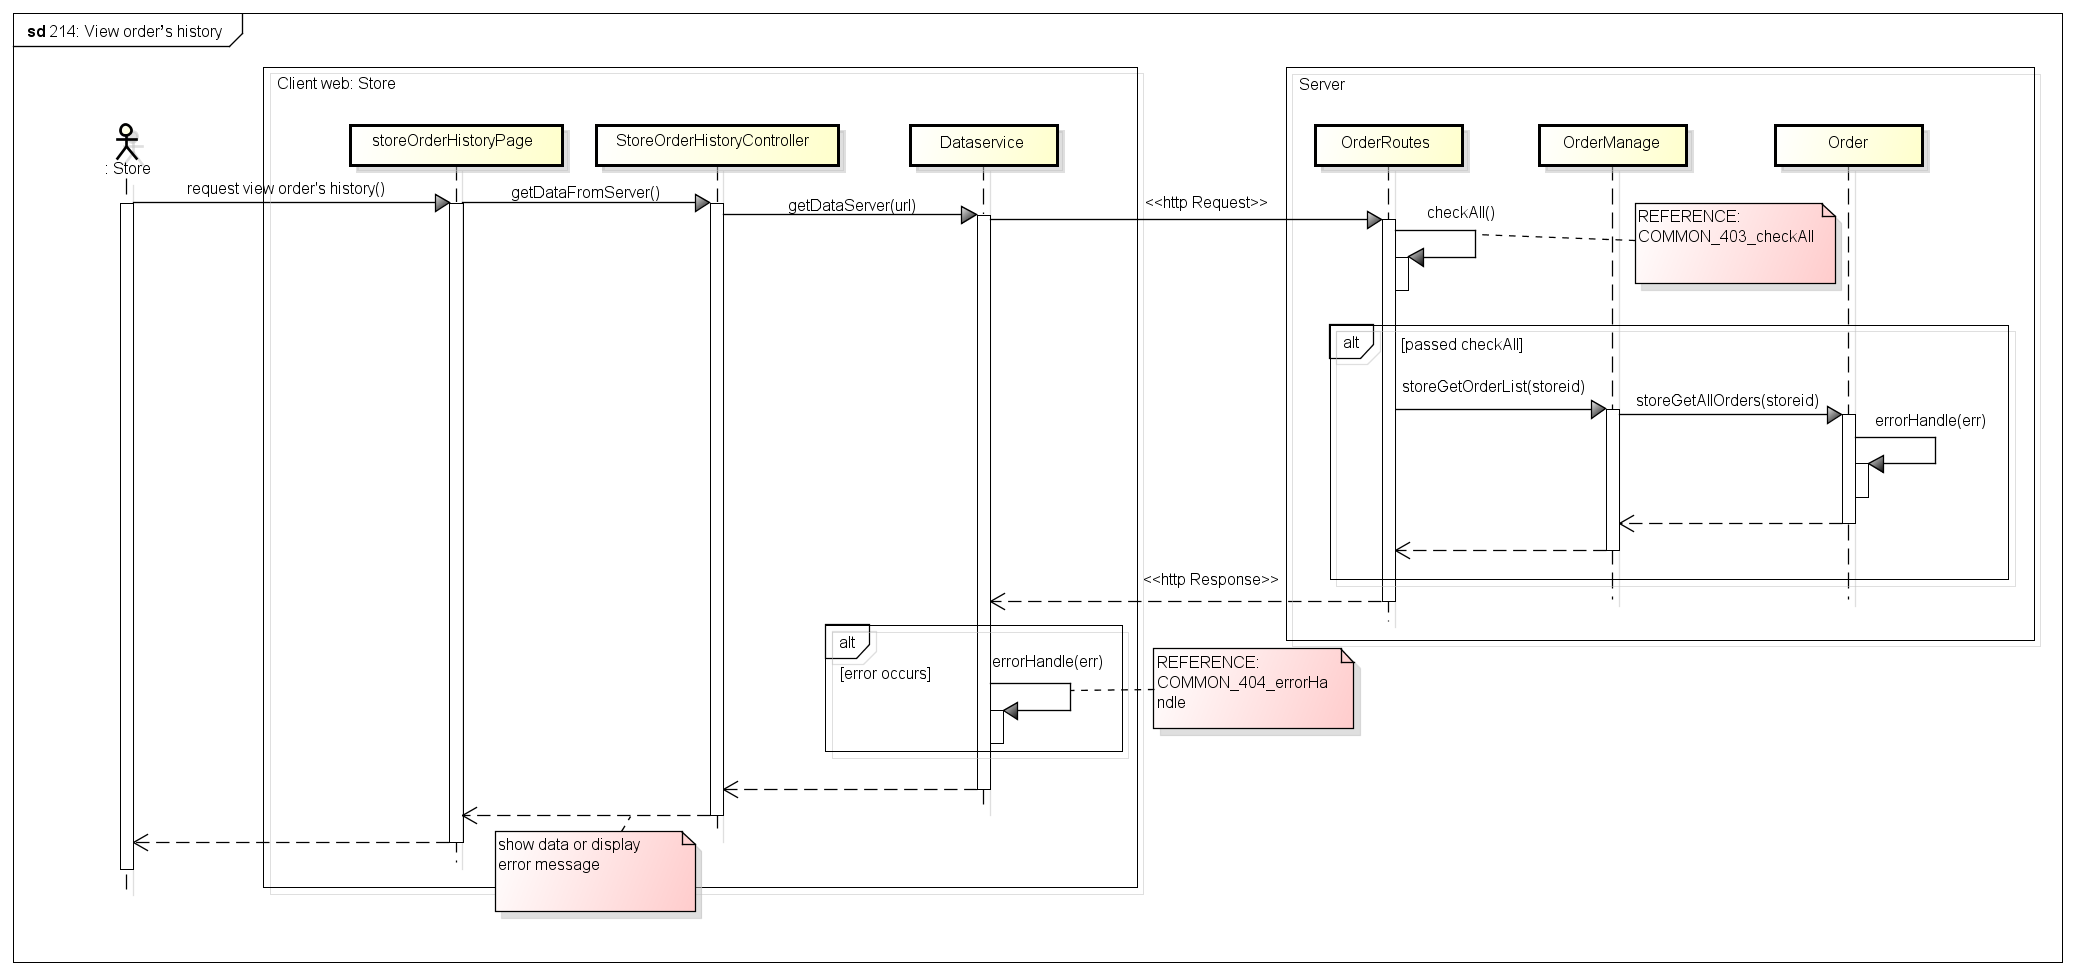 sd 214: View order's history
Client web: Store
Server
storeOrderHistoryPage
StoreOrderHistoryController
Dataservice
OrderRoutes
OrderManage
Order
: Store
request view order's history()
getDataFromServer()
getDataServer(url)
<<http Request>>
checkAll()
REFERENCE:
COMMON_403_checkAll
alt
[passed checkAll]
storeGetOrderList(storeid)
storeGetAllOrders(storeid)
errorHandle(err)
<<http Response>>
alt
[error occurs]
errorHandle(err)
REFERENCE:
COMMON_404_errorHa
ndle
show data or display
error message